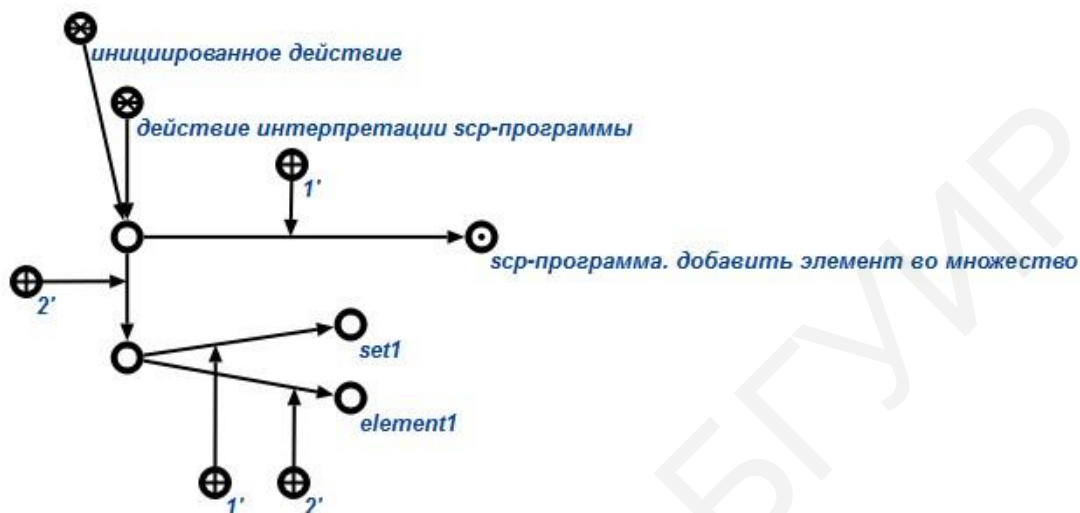 инициированное действие
действие интерпретации scp-программы
1'
scp-программа. добавить элемент во множество
2'
set1
element1
1'
2'
БГУИР